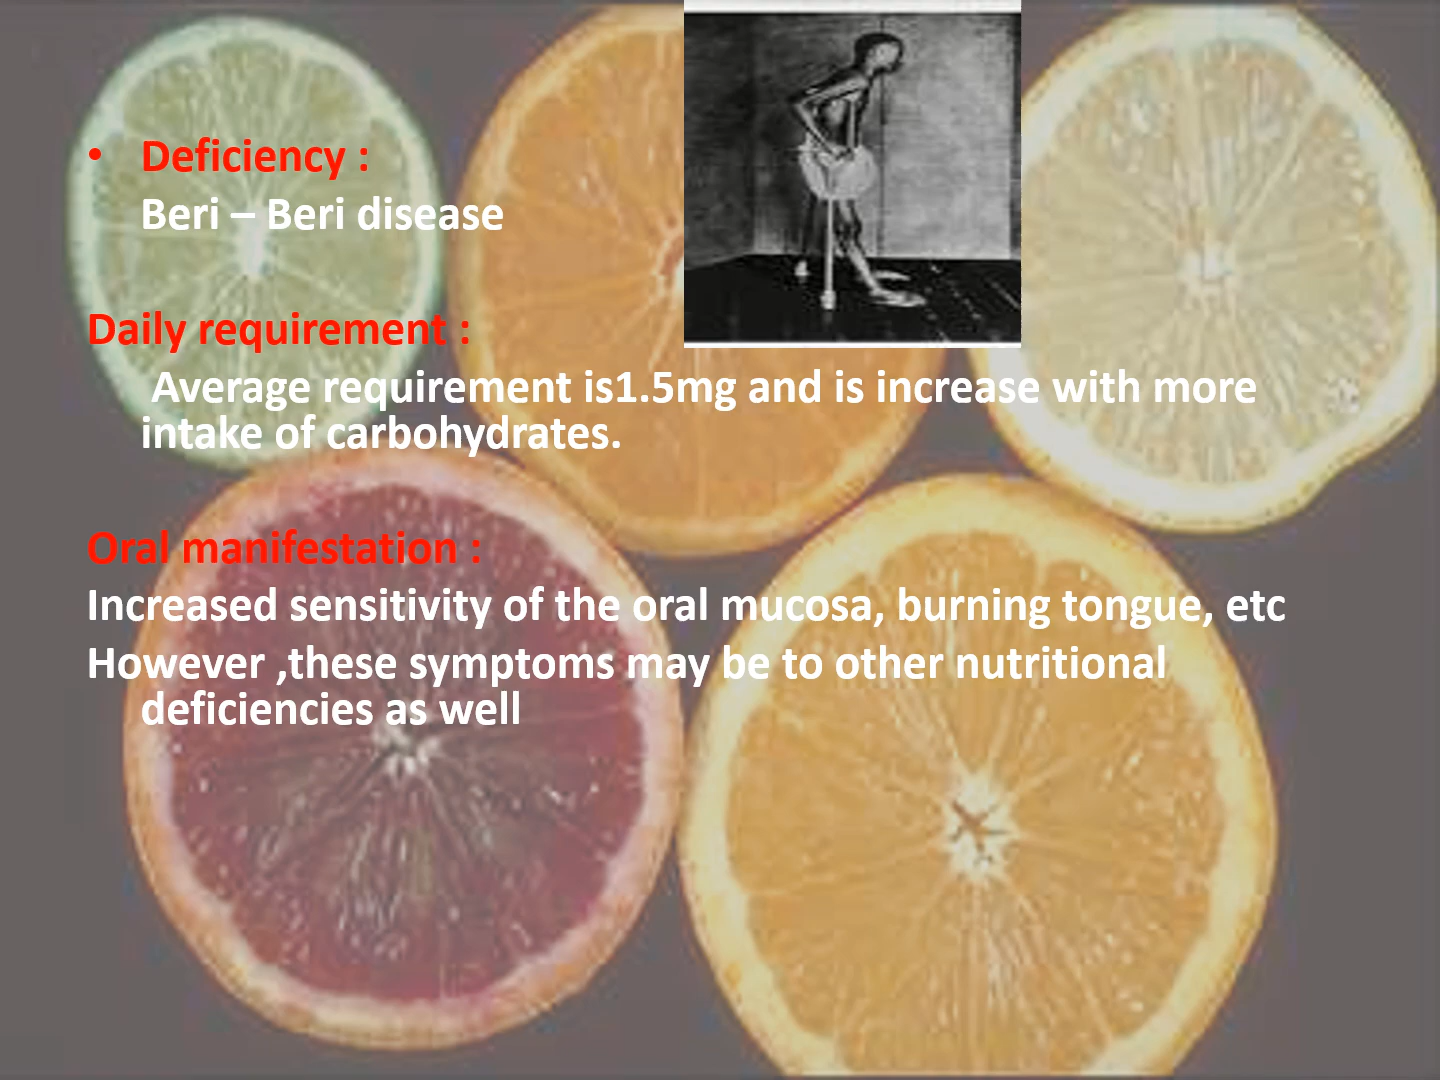 • Deficiency :
Beri – Beri disease
Daily requirement :
Average requirement is1.5mg and is increase with more
intake of carbohydrates.
Oral manifestation :
Increased sensitivity of the oral mucosa, burning tongue, etc
However ,these symptoms may be to other nutritional
deficiencies as well